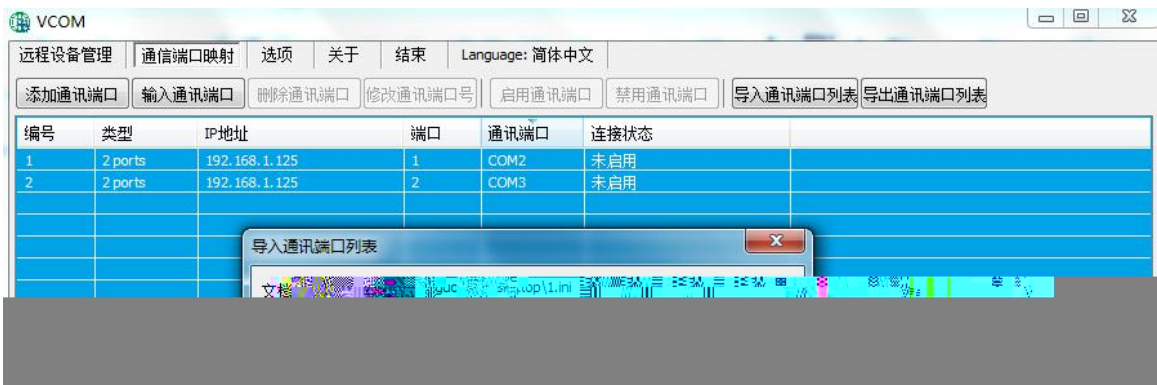 VCOM
远程设备管理 通信端口映射 选项 关于 结束 Language: 简体中文
添加通讯端口 输入通讯端口 删除通讯端口 修改通讯端口号 启用通讯端口 禁用通讯端口 导入通讯端口列表 导出通讯端口列表
编号 类型 IP地址 端口 通讯端口 连接状态
1 2 ports 192.168.1.125 1 COM2 未启用
2 2 ports 192.168.1.125 2 COM3 未启用
导入通讯端口列表
文档 top\1.ini